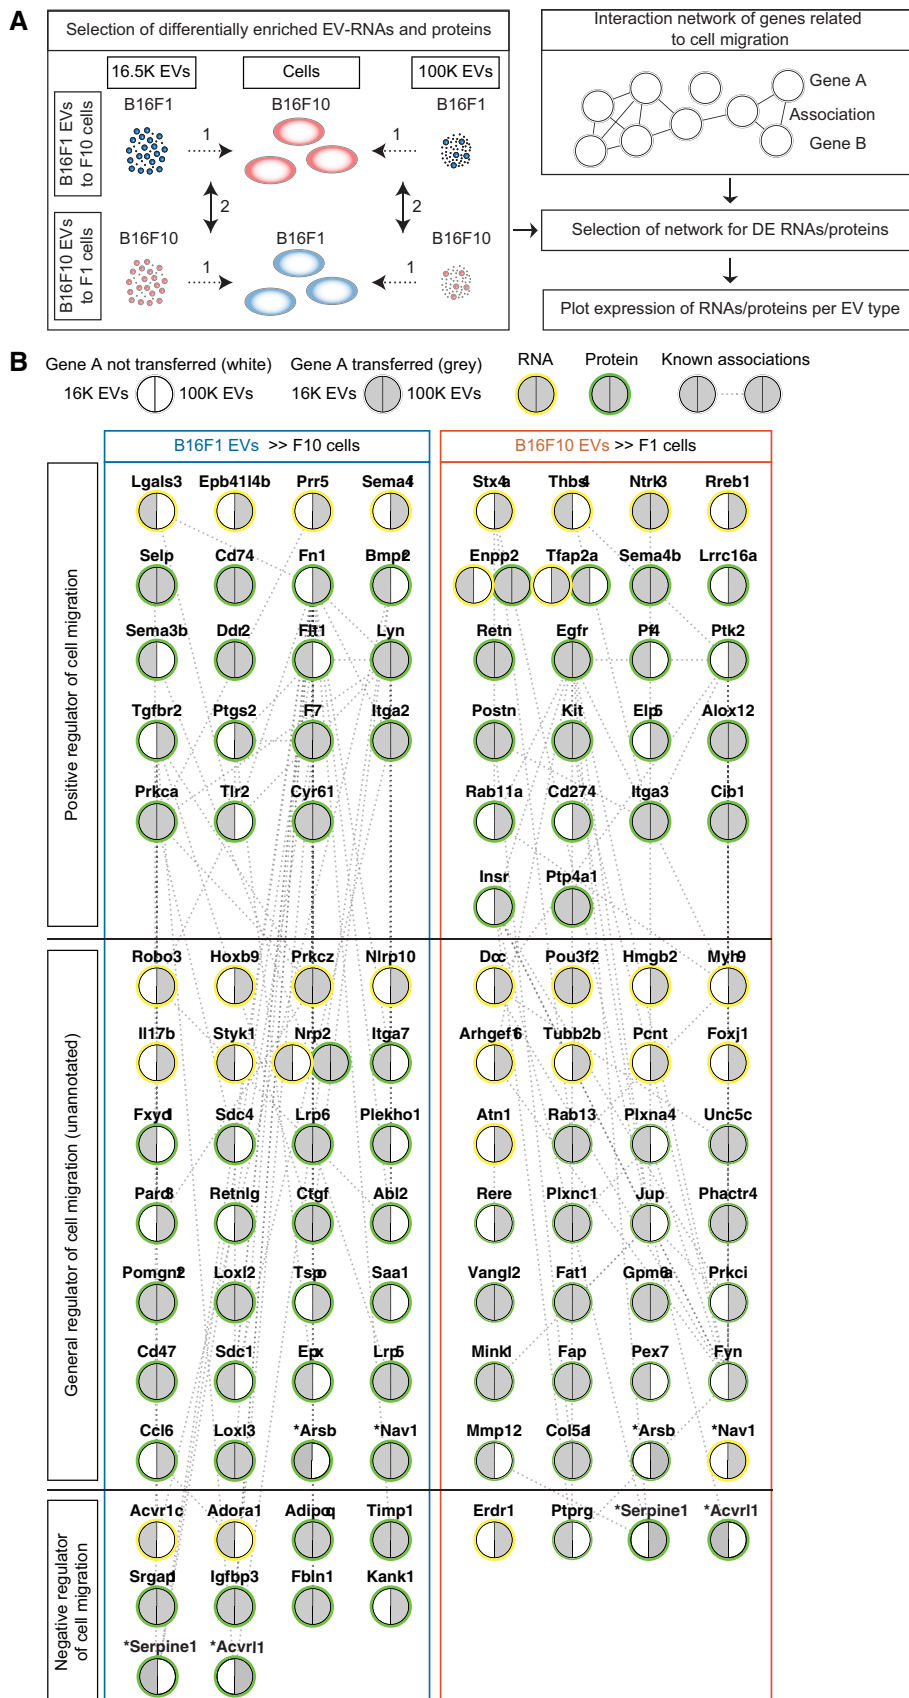 A
Selection of differentially enriched EV-RNAs and proteins
16.5K EVs
Cells
100K EVs
B16F1 EVs
to F10 cells
B16F1
B16F10
B16F1
1
1
2
2
B16F10 EVs
to F1 cells
B16F10
B16F1
B16F10
1
1
Interaction network of genes related
to cell migration
Gene A
Association
Gene B
Selection of network for DE RNAs/proteins
Plot expression of RNAs/proteins per EV type
B
Gene A not transferred (white)
16K EVs
100K EVs
Gene A transferred (grey)
16K EVs
100K EVs
RNA
Protein
Known associations
B16F1 EVs >> F10 cells
B16F10 EVs >> F1 cells
Positive regulator of cell migration
Lgals3 Epb41l4b Prr5 Sema4f
Selp Cd74 Fn1 Bmp2
Sema3b Ddr2 Flt1 Lyn
Tgfbr2 Ptgs2 F7 Itga2
Prkca Tlr2 Cyr61
Stx4a Thbs4 Ntrk3 Rreb1
Enpp2 Tfap2a Sema4b Lrrc16a
Retn Egfr Pf4 Ptk2
Postn Kit Elp5 Alox12
Rab11a Cd274 Itga3 Cib1
Insr Ptp4a1
General regulator of cell migration (unannotated)
Robo3 Hoxb9 Prkcz Nlrp10
Il17b Styk1 Nrp2 Itga7
Fxyd1 Sdc4 Lrp6 Plekho1
Pard3 Retnlg Ctgf Abl2
Pomgnt2 Loxl2 Tspo Saa1
Cd47 Sdc1 Epx Lrp5
Ccl6 Loxl3 *Arsb *Nav1
Dcc Pou3f2 Hmgb2 Myh9
Arhgef16 Tubb2b Pcnt Foxj1
Atn1 Rab13 Plxna4 Unc5c
Rere Plxnc1 Jup Phactr4
Vangl2 Fat1 Gpm6a Prkci
Mink1 Fap Pex7 Fyn
Mmp12 Col5a1 *Arsb *Nav1
Negative regulator
of cell migration
Acvr1c Adora1 Adipoq Timp1
Srgap1 Igfbp3 Fbln1 Kank1
*Serpine1 *Acvrl1
Erdr1 Ptprg *Serpine1 *Acvrl1